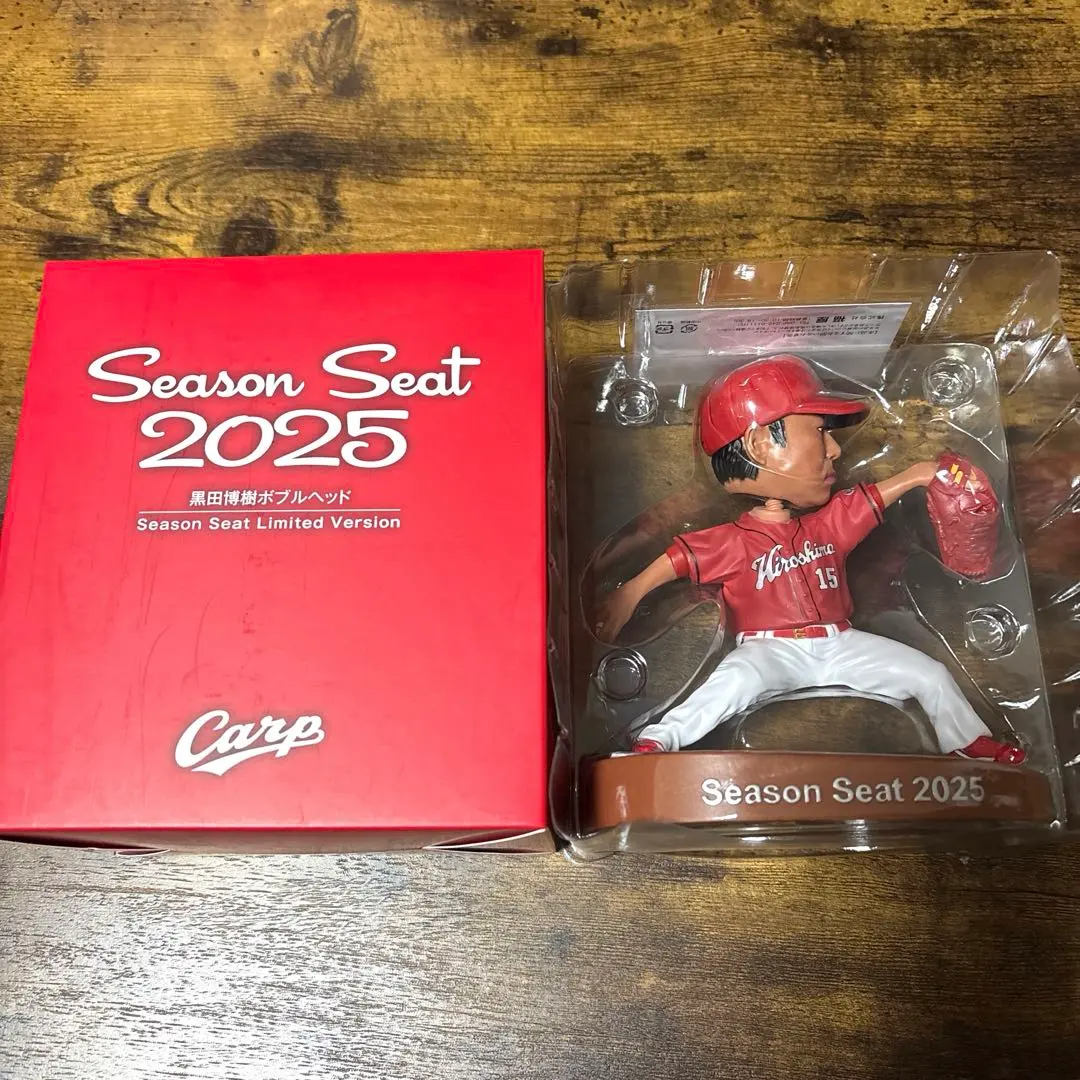 Season Seat
2025
黒田博樹ボブルヘッド
Season Seat Limited Version
Carp
Hiroshima
15
Season Seat 2025